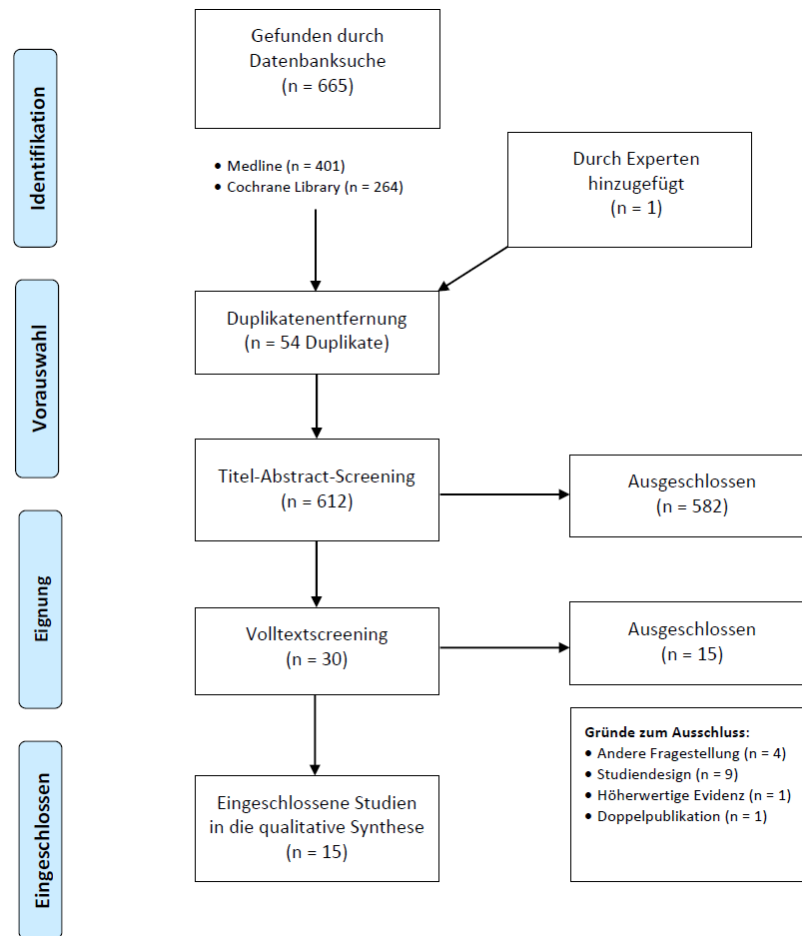 Identifikation
Gefunden durch
Datenbanksuche
(n = 665)
• Medline (n = 401)
• Cochrane Library (n = 264)
Durch Experten
hinzugefügt
(n = 1)
Vorauswahl
Duplikatenentfernung
(n = 54 Duplikate)
Titel-Abstract-Screening
(n = 612)
Ausgeschlossen
(n = 582)
Eignung
Volltextscreening
(n = 30)
Ausgeschlossen
(n = 15)
Gründe zum Ausschluss:
• Andere Fragestellung (n = 4)
• Studiendesign (n = 9)
• Höherwertige Evidenz (n = 1)
• Doppelpublikation (n = 1)
Eingeschlossen
Eingeschlossene Studien
in die qualitative Synthese
(n = 15)